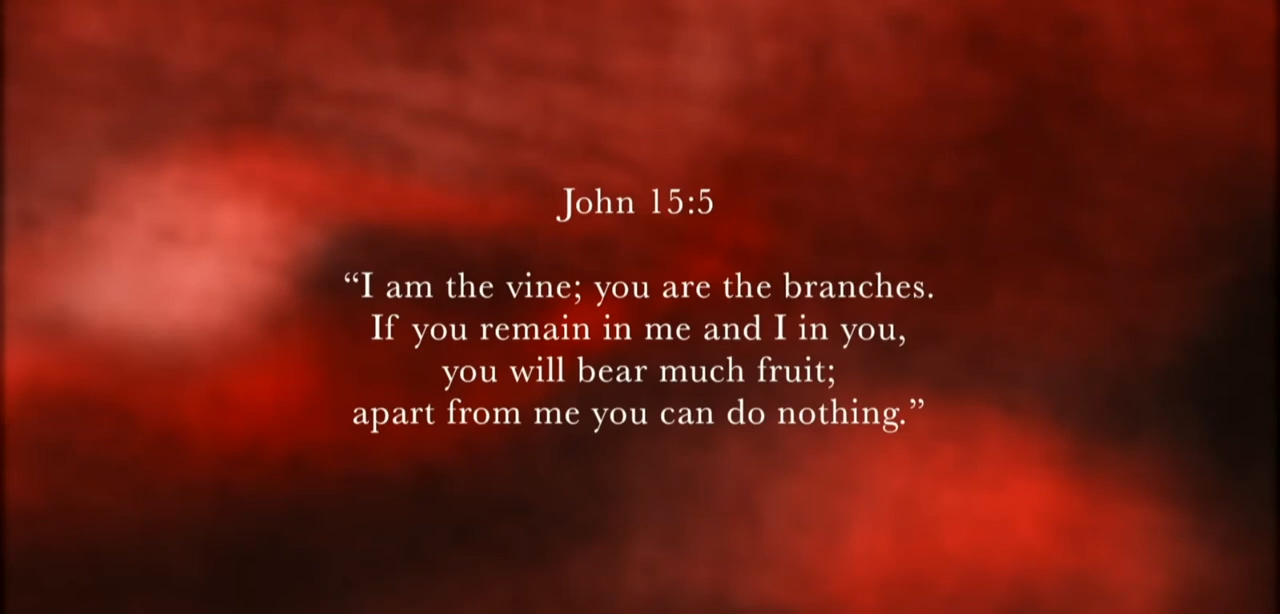 John 15:5
“I am the vine; you are the branches.
If you remain in me and I in you,
you will bear much fruit;
apart from me you can do nothing.”